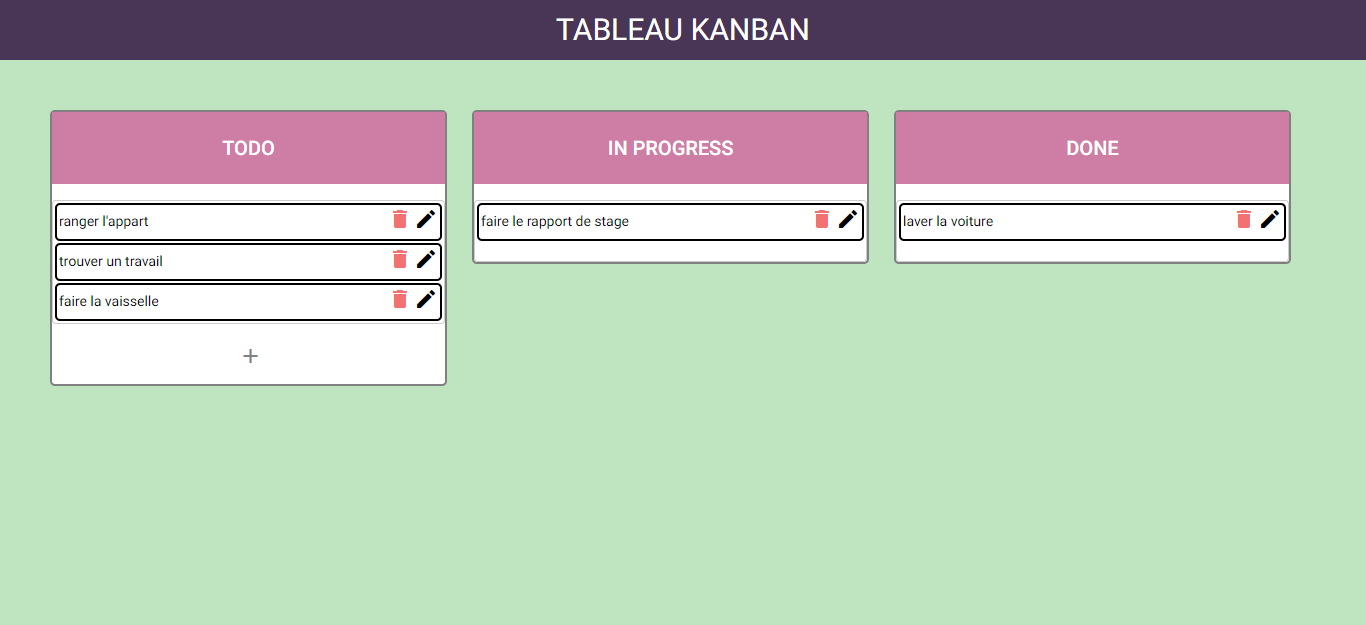 TABLEAU KANBAN
TODO
ranger l'appart
trouver un travail
faire la vaisselle
+
IN PROGRESS
faire le rapport de stage
DONE
laver la voiture